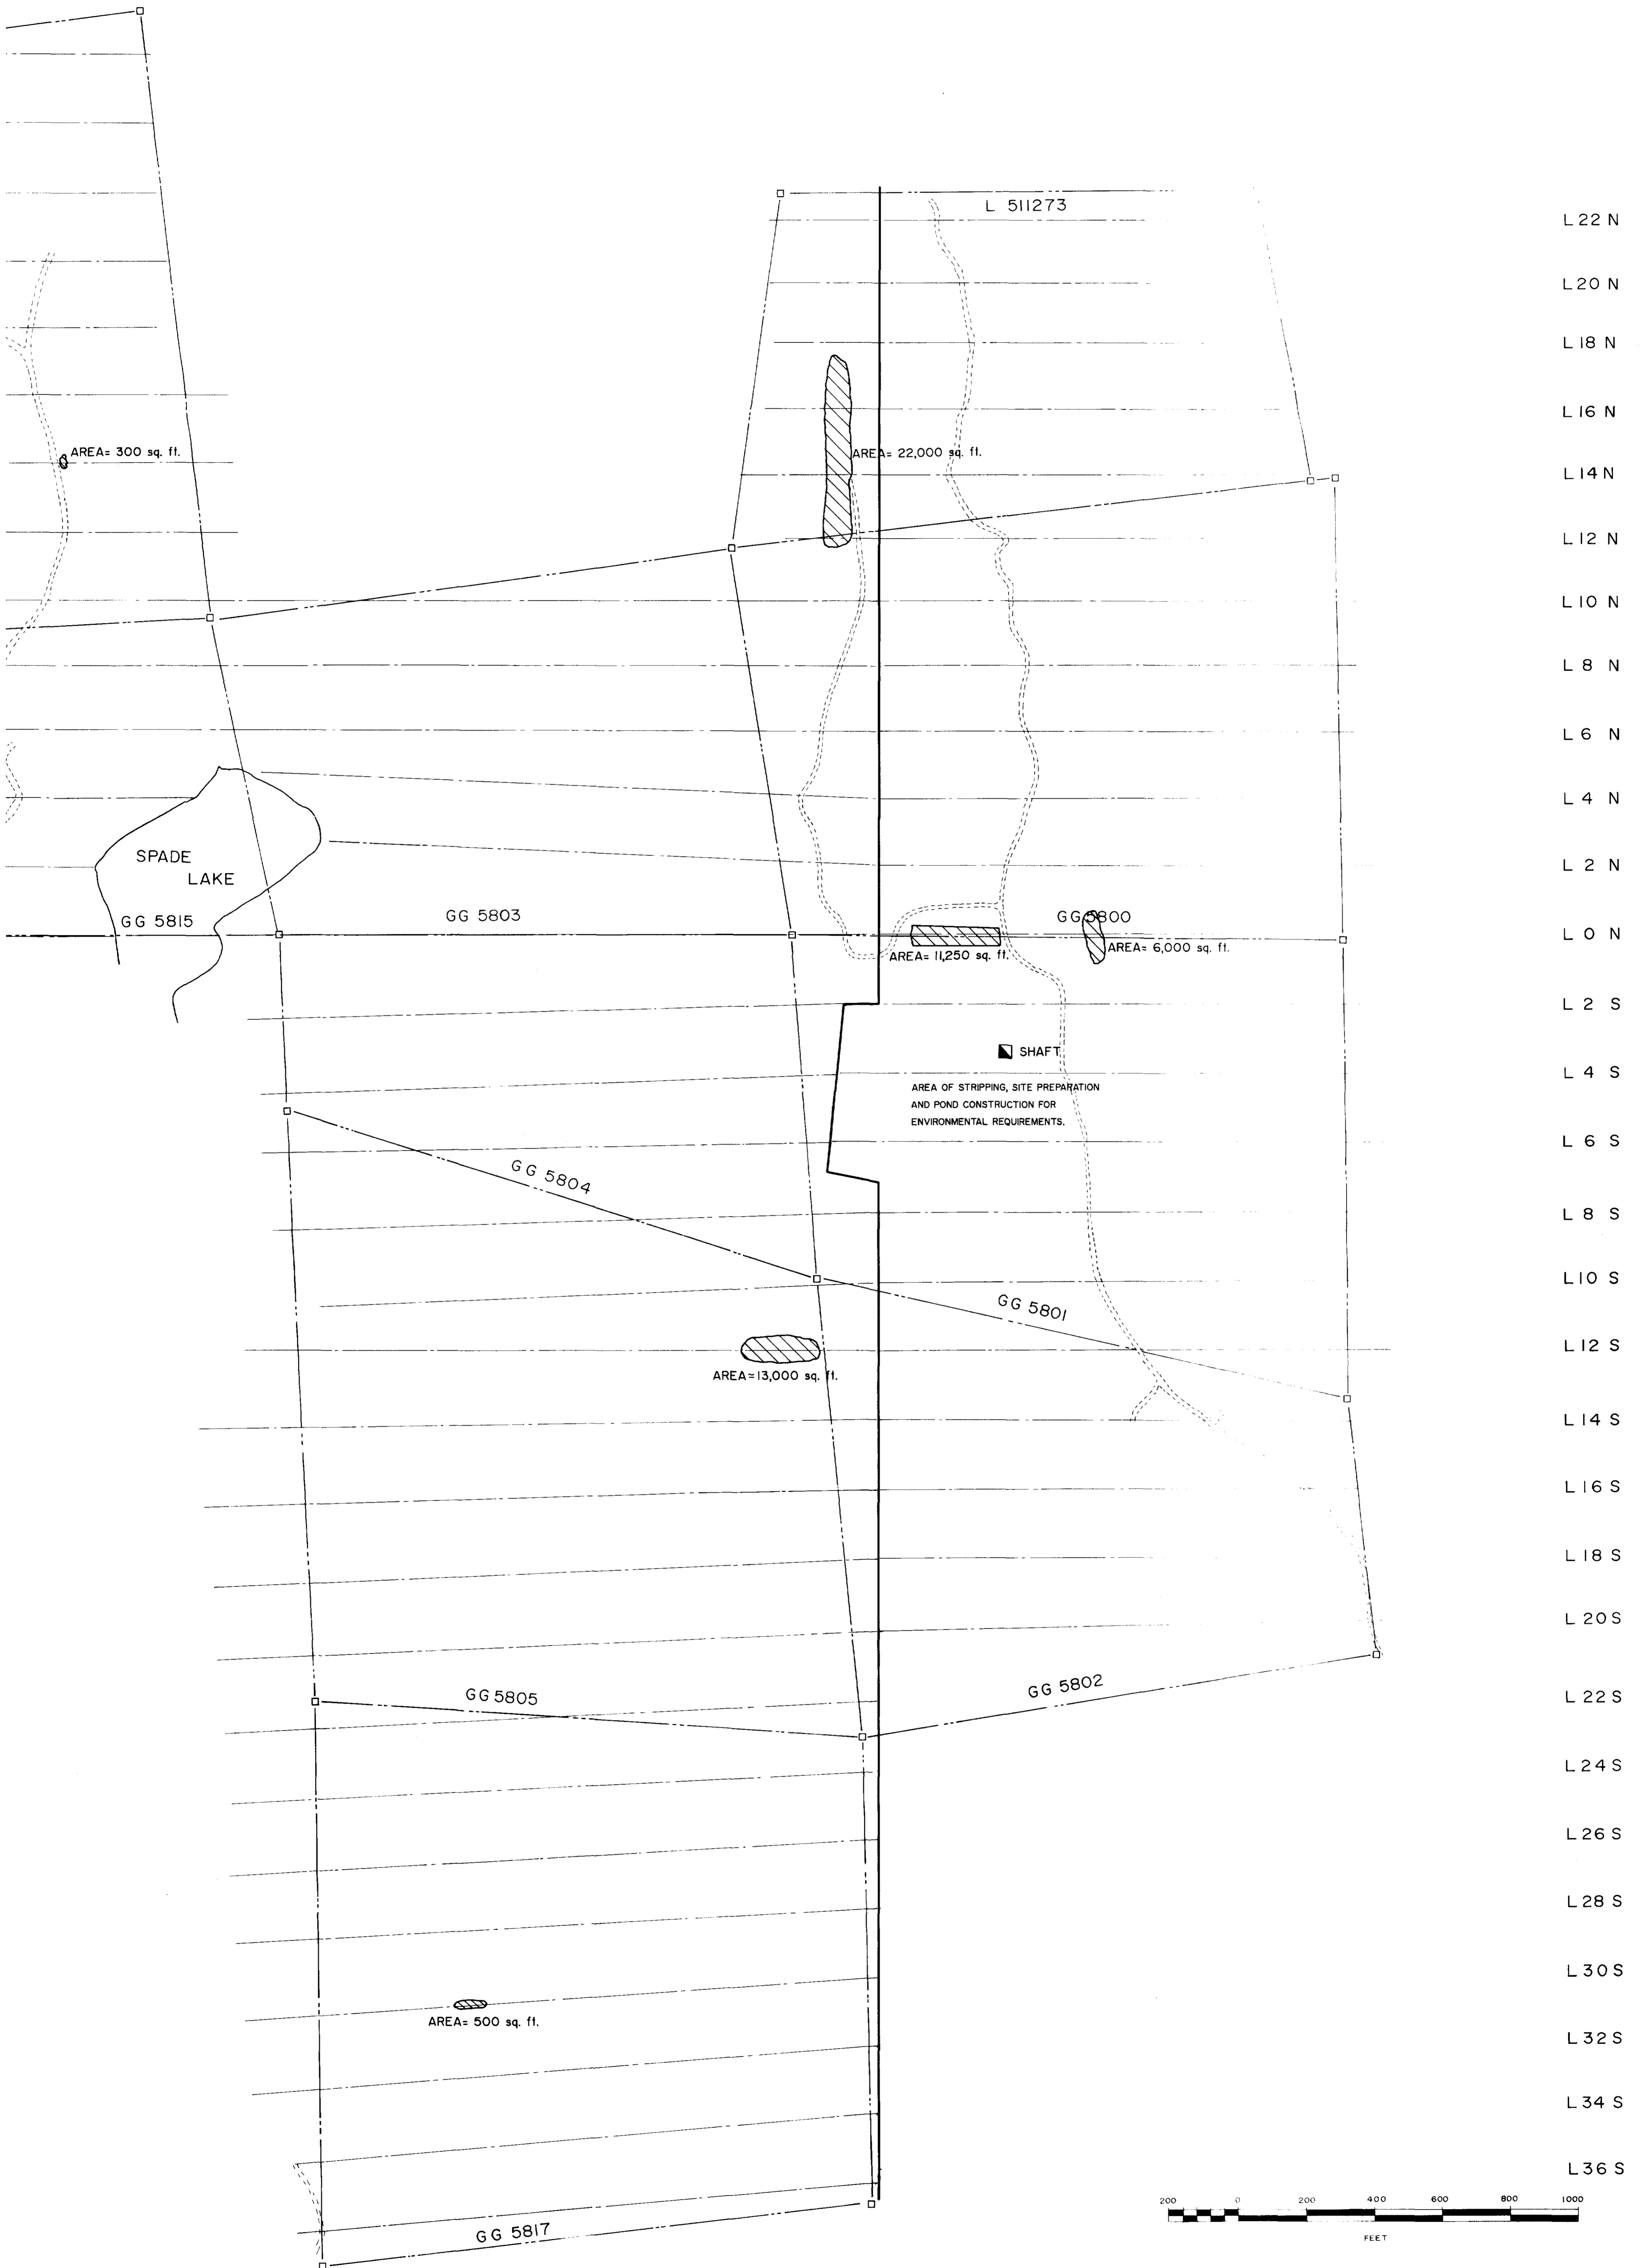 L 511273
L 22 N
L 20 N
L 18 N
L 16 N
AREA= 300 sq. ft.
AREA= 22,000 sq. ft.
L 14 N
L 12 N
L 10 N
L 8 N
L 6 N
L 4 N
SPADE
LAKE
L 2 N
GG 5815
GG 5803
GG 5800
L 0 N
AREA= 11,250 sq. ft.
AREA= 6,000 sq. ft.
L 2 S
SHAFT
L 4 S
AREA OF STRIPPING, SITE PREPARATION
AND POND CONSTRUCTION FOR
ENVIRONMENTAL REQUIREMENTS.
L 6 S
GG 5804
L 8 S
L 10 S
GG 5801
L 12 S
AREA=13,000 sq. ft.
L 14 S
L 16 S
L 18 S
L 20 S
GG 5805
GG 5802
L 22 S
L 24 S
L 26 S
L 28 S
L 30 S
AREA= 500 sq. ft.
L 32 S
L 34 S
L 36 S
GG 5817
200 0 200 400 600 800 1000
FEET